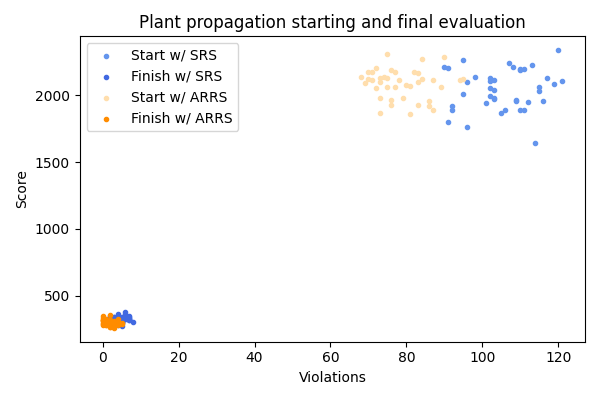 Plant propagation starting and final evaluation
Start w/ SRS
Finish w/ SRS
Start w/ ARRS
Finish w/ ARRS
Score
2000
1500
1000
500
0 20 40 60 80 100 120
Violations